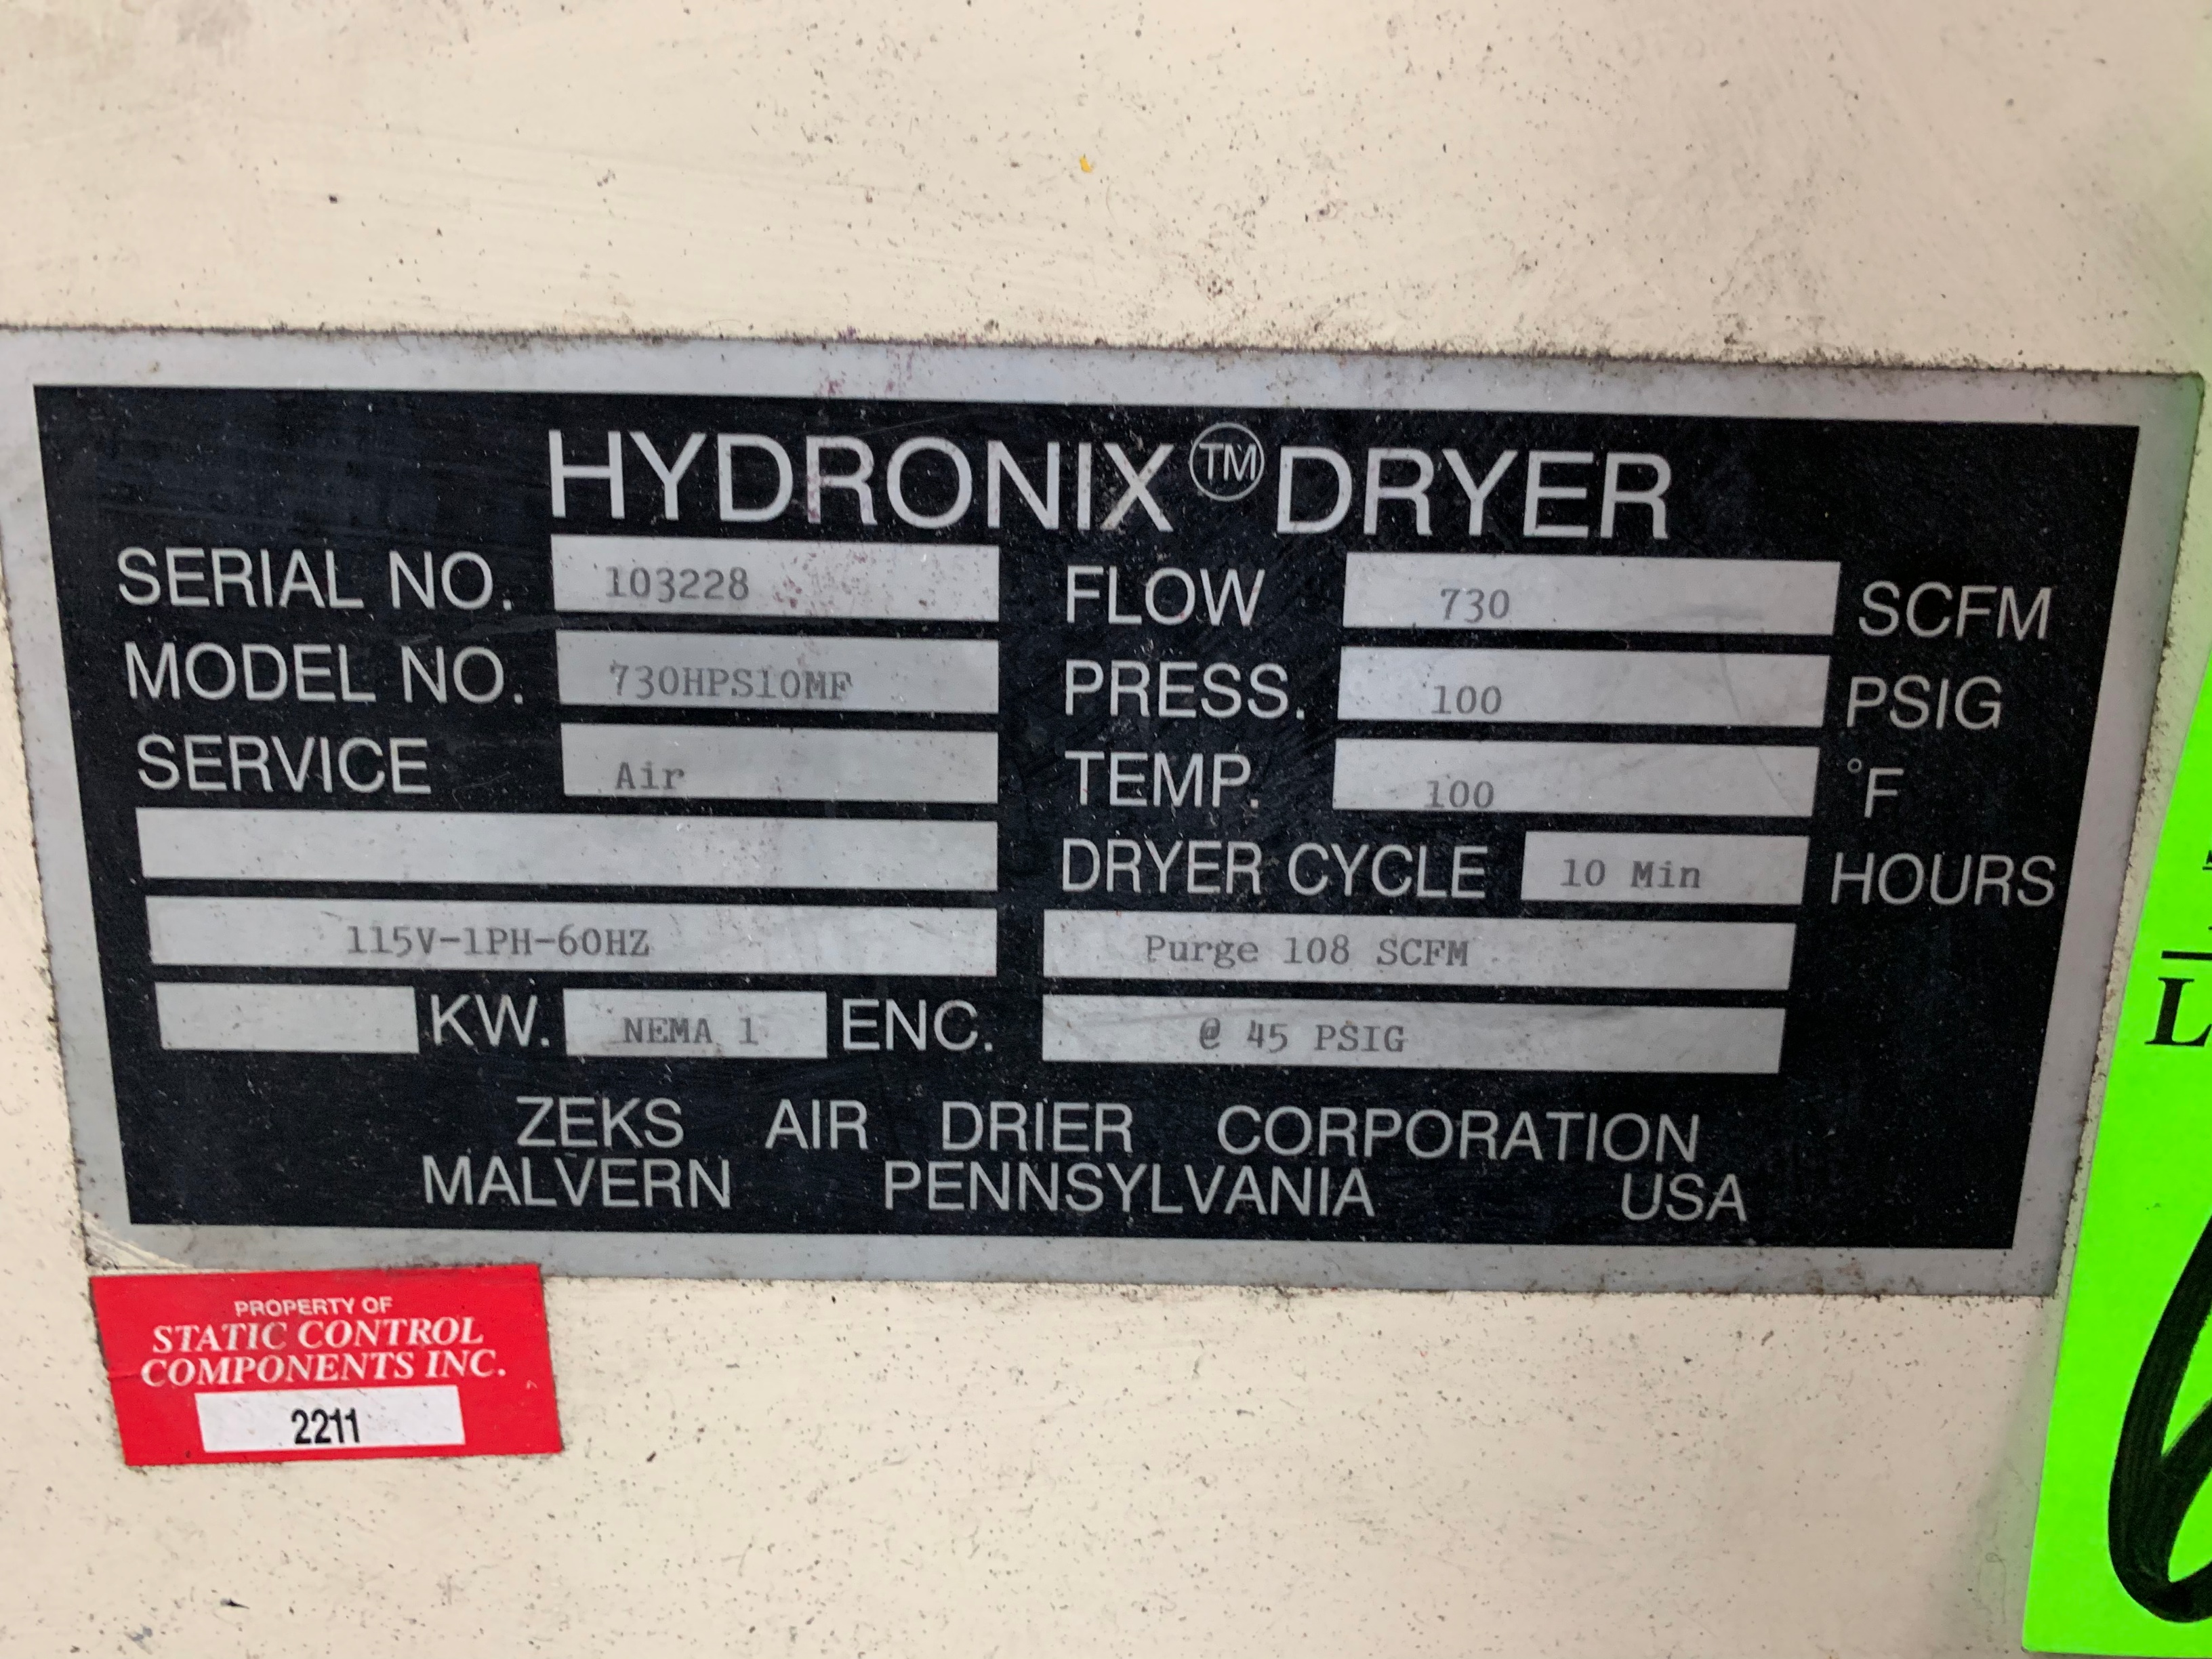 HYDRONIX™ DRYER
SERIAL NO. 103228 FLOW 730 SCFM
MODEL NO. 730HPS10MF PRESS. 100 PSIG
SERVICE Air TEMP. 100 °F
DRYER CYCLE 10 Min HOURS
115V-1PH-60HZ Purge 108 SCFM
KW. NEMA 1 ENC. @ 45 PSIG
ZEKS AIR DRIER CORPORATION
MALVERN PENNSYLVANIA USA
PROPERTY OF
STATIC CONTROL
COMPONENTS INC.
2211
L